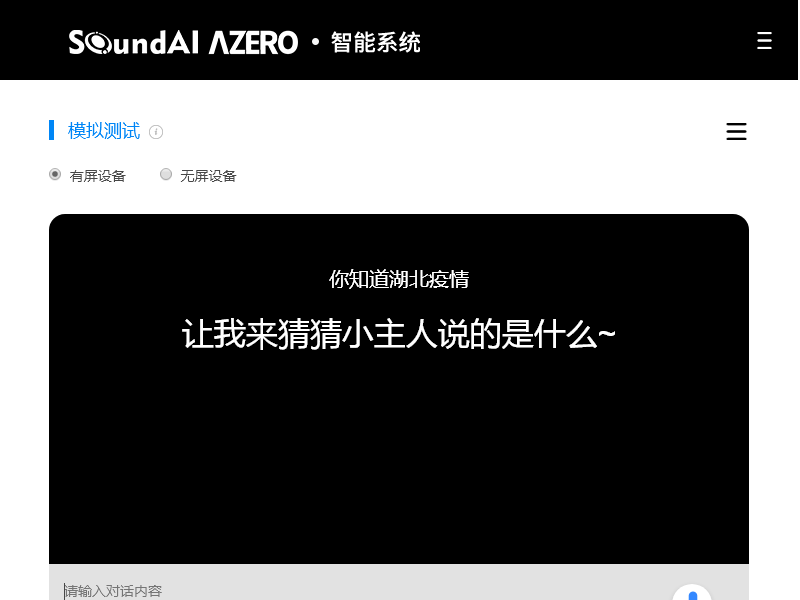 SoundAI AZERO · 智能系统
模拟测试
有屏设备 无屏设备
你知道湖北疫情
让我来猜猜小主人说的是什么~
请输入对话内容